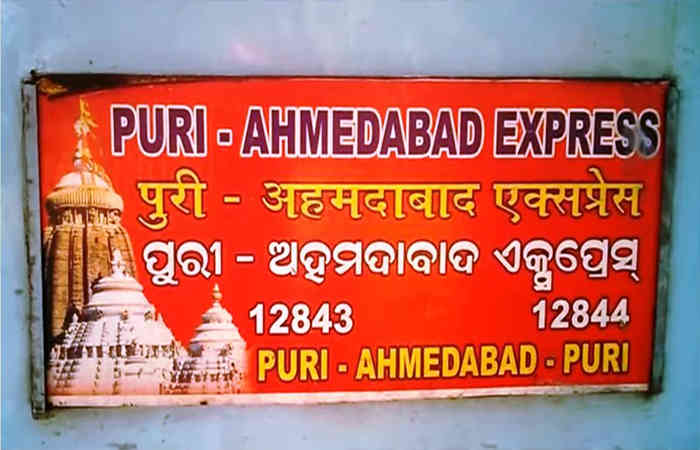 PURI - AHMEDABAD EXPRESS
पुरी - अहमदाबाद एक्सप्रेस
ପୁରୀ - ଅହମଦାବାଦ ଏକ୍ସପ୍ରେସ୍
12843 12844
PURI - AHMEDABAD - PURI